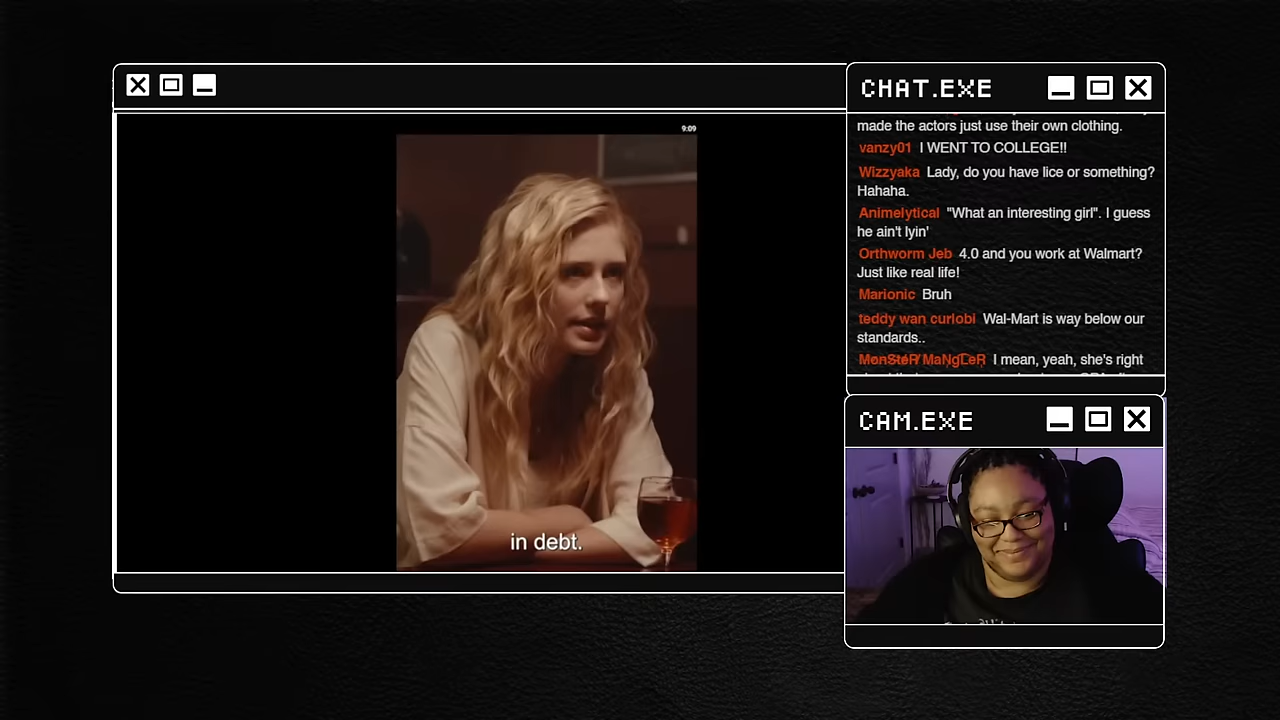 9:09
in debt.
CHAT.EXE
made the actors just use their own clothing.
vanzy01 I WENT TO COLLEGE!!
Wizzyaka Lady, do you have lice or something?
Hahaha.
Animelytical "What an interesting girl". I guess
he ain't lyin'
Orthworm Jeb 4.0 and you work at Walmart?
Just like real life!
Marionic Bruh
teddy wan curlobi Wal-Mart is way below our
standards..
MonSteR MaNgLeR I mean, yeah, she's right
CAM.EXE